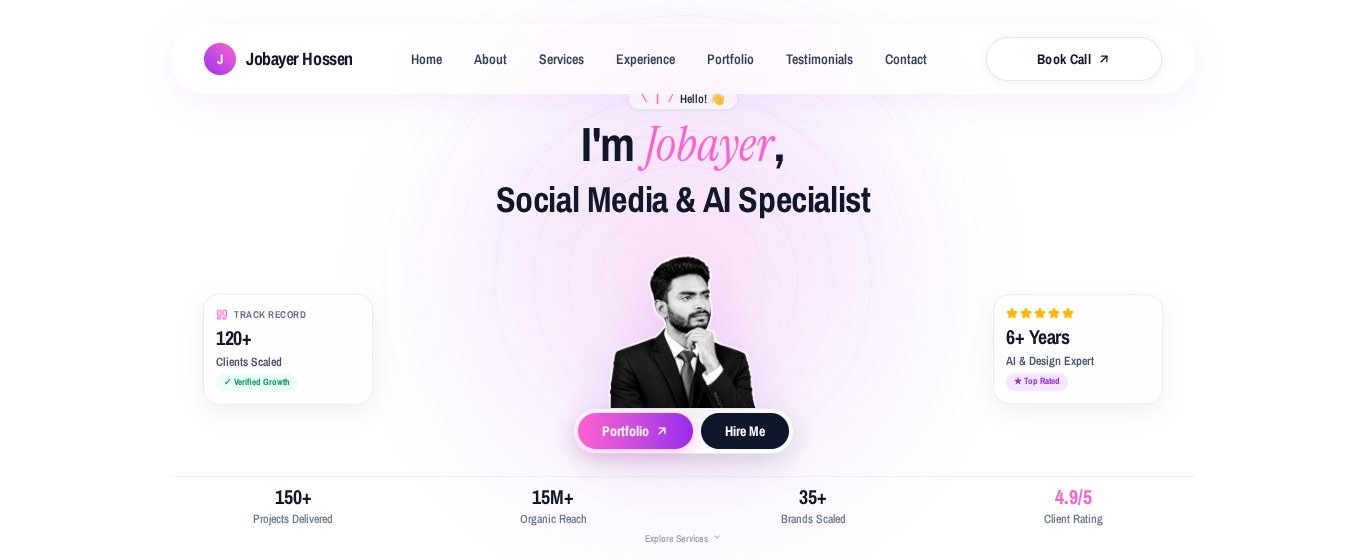 J Jobayer Hossen Home About Services Experience Portfolio Testimonials Contact Book Call
Hello! 👋
I'm Jobayer,
Social Media & AI Specialist
TRACK RECORD
120+
Clients Scaled
✓ Verified Growth
6+ Years
AI & Design Expert
★ Top Rated
Portfolio Hire Me
150+ 15M+ 35+ 4.9/5
Projects Delivered Organic Reach Brands Scaled Client Rating
Explore Services